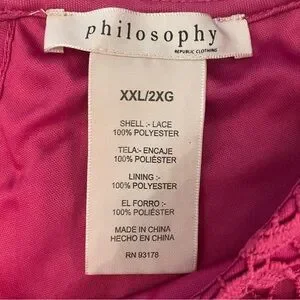 philosophy
REPUBLIC CLOTHING
XXL/2XG
SHELL :- LACE
100% POLYESTER
TELA:- ENCAJE
100% POLIÉSTER
LINING :-
100% POLYESTER
EL FORRO :-
100% POLIÉSTER
MADE IN CHINA
HECHO EN CHINA
RN 93178